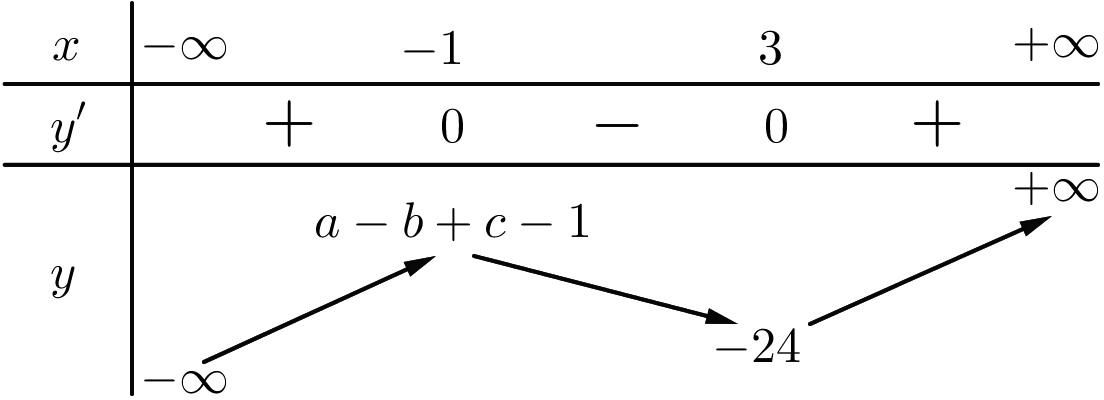 x −∞ −1 3 +∞
y′ + 0 − 0 +
+∞
a − b + c − 1
y
−24
−∞